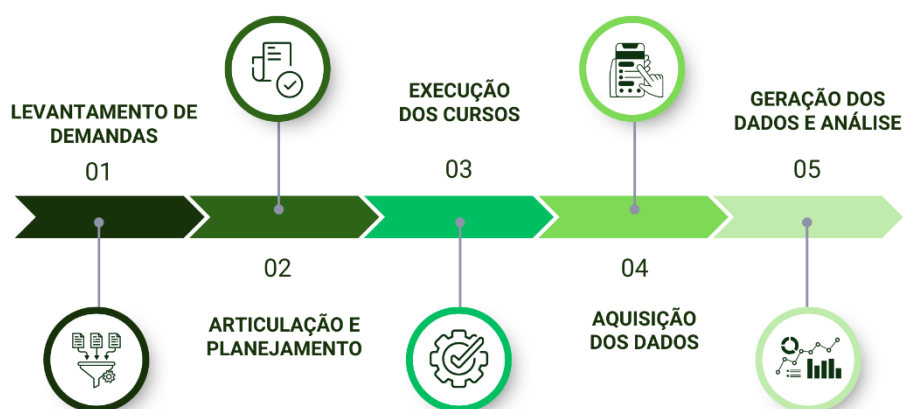 LEVANTAMENTO DE
DEMANDAS
01
02
ARTICULAÇÃO E
PLANEJAMENTO
EXECUÇÃO
DOS CURSOS
03
04
AQUISIÇÃO
DOS DADOS
GERAÇÃO DOS
DADOS E ANÁLISE
05